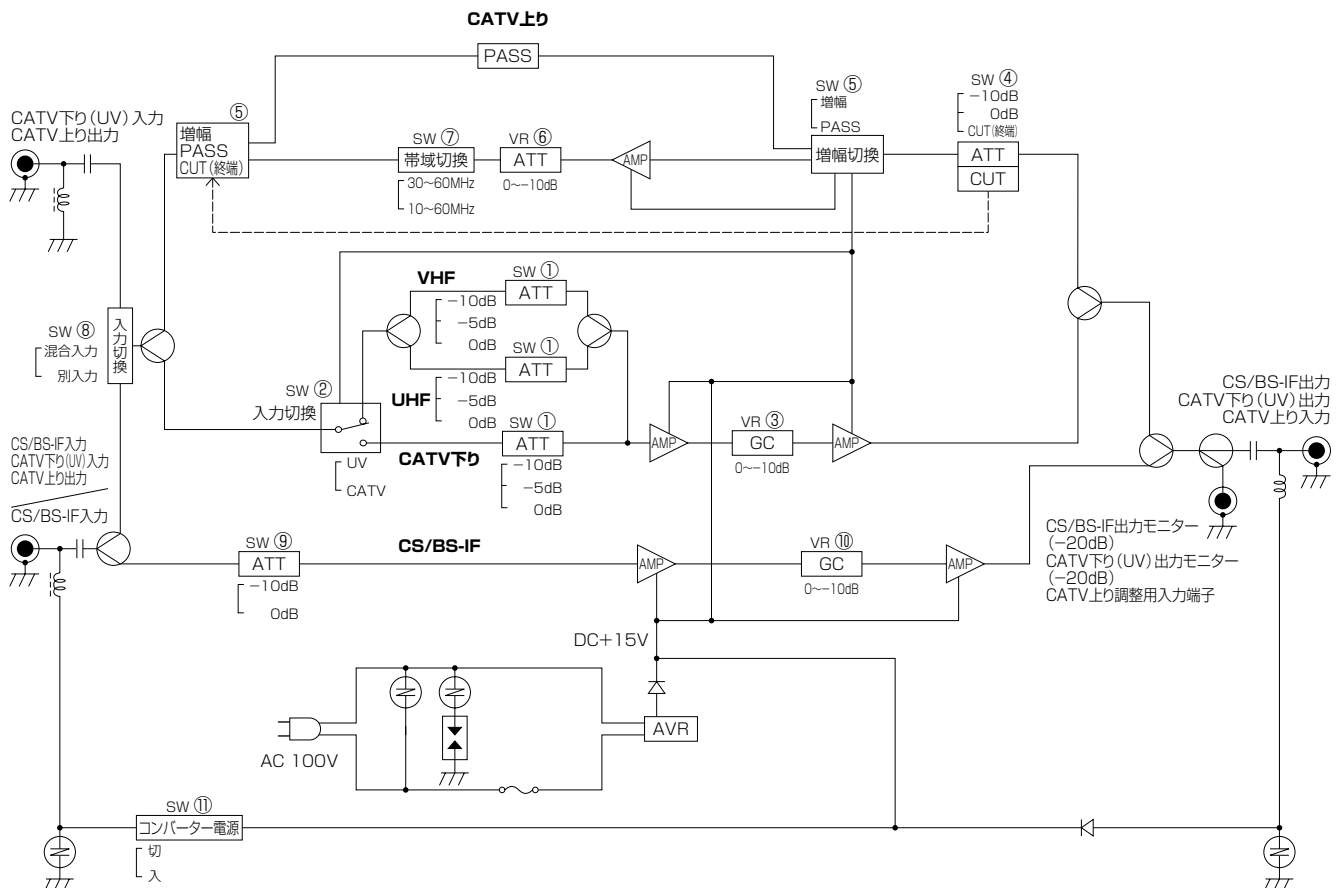 CATV上り
PASS
⑤
増幅
PASS
CUT(終端)
CATV下り(UV)入力
CATV上り出力
SW ⑦
帯域切換
30~60MHz
10~60MHz
VR ⑥
ATT
0~−10dB
AMP
SW ⑤
増幅
PASS
増幅切換
SW ④
−10dB
0dB
CUT(終端)
ATT
CUT
SW ⑧
混合入力
別入力
入力切換
VHF
SW ①
ATT
−10dB
−5dB
0dB
SW ①
ATT
UHF
−10dB
−5dB
0dB
SW ②
入力切換
UV
CATV
SW ①
ATT
CATV下り
−10dB
−5dB
0dB
AMP
VR ③
GC
0~−10dB
AMP
CS/BS-IF出力
CATV下り(UV)出力
CATV上り入力
CS/BS-IF入力
CATV下り(UV)入力
CATV上り出力
CS/BS-IF入力
SW ⑨
ATT
−10dB
0dB
CS/BS-IF
AMP
VR ⑩
GC
0~−10dB
AMP
CS/BS-IF出力モニター
(−20dB)
CATV下り(UV)出力モニター
(−20dB)
CATV上り調整用入力端子
DC+15V
AVR
AC 100V
SW ⑪
コンバーター電源
切
入